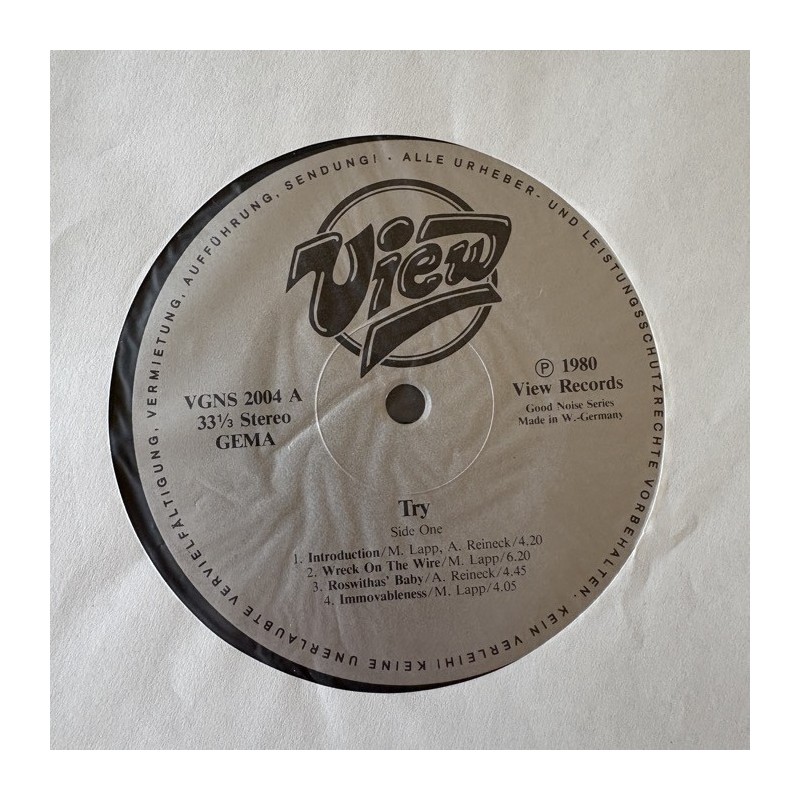 ALLE URHEBER- UND LEISTUNGSSCHUTZRECHTE VORBEHALTEN. KEIN VERLEIH! KEINE UNERLAUBTE VERVIELFÄLTIGUNG, VERMIETUNG, AUFFÜHRUNG, SENDUNG! ·
View
VGNS 2004 A
33⅓ Stereo
GEMA
Ⓟ 1980
View Records
Good Noise Series
Made in W.-Germany
Try
Side One
1. Introduction/M. Lapp, A. Reineck/4.20
2. Wreck On The Wire/M. Lapp/6.20
3. Roswithas' Baby/A. Reineck/4.45
4. Immovableness/M. Lapp/4.05